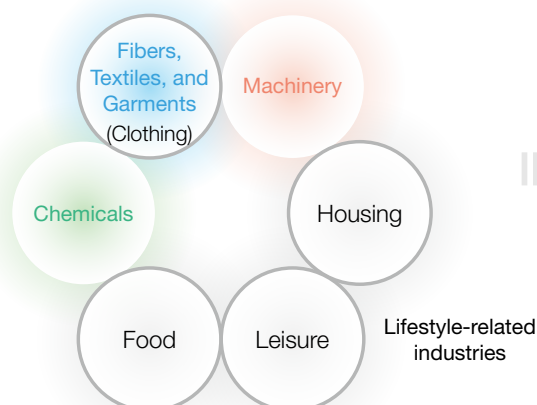 Fibers,
Textiles, and
Garments
(Clothing)
Machinery
Chemicals
Housing
Food
Leisure
Lifestyle-related
industries